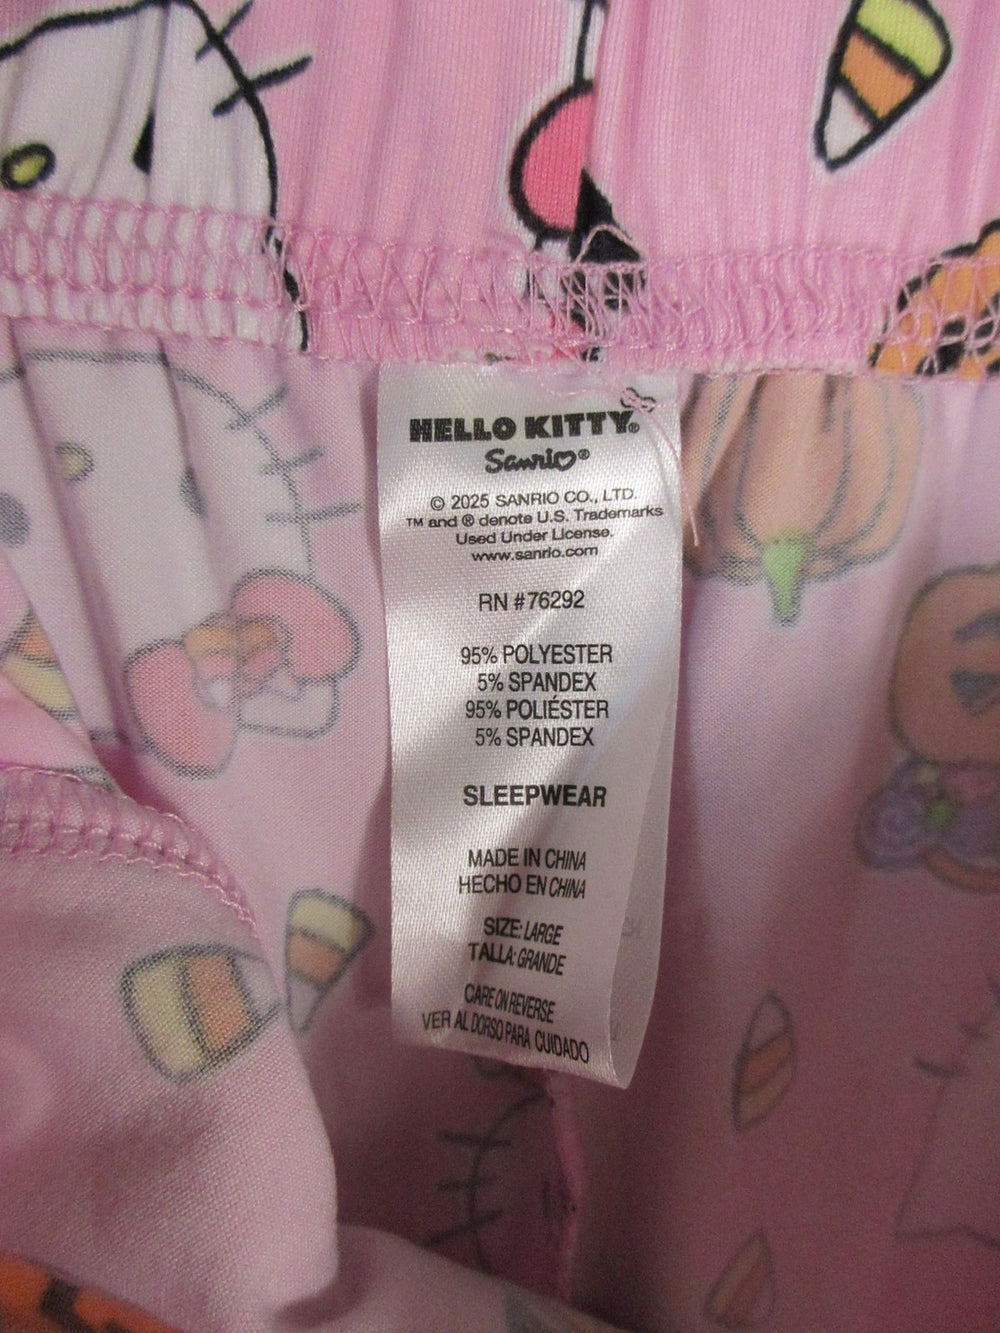 HELLO KITTY®
Sanrio®
© 2025 SANRIO CO., LTD.
™ and ® denote U.S. Trademarks
Used Under License.
www.sanrio.com
RN #76292
95% POLYESTER
5% SPANDEX
95% POLIÉSTER
5% SPANDEX
SLEEPWEAR
MADE IN CHINA
HECHO EN CHINA
SIZE: LARGE
TALLA: GRANDE
CARE ON REVERSE
VER AL DORSO PARA CUIDADO